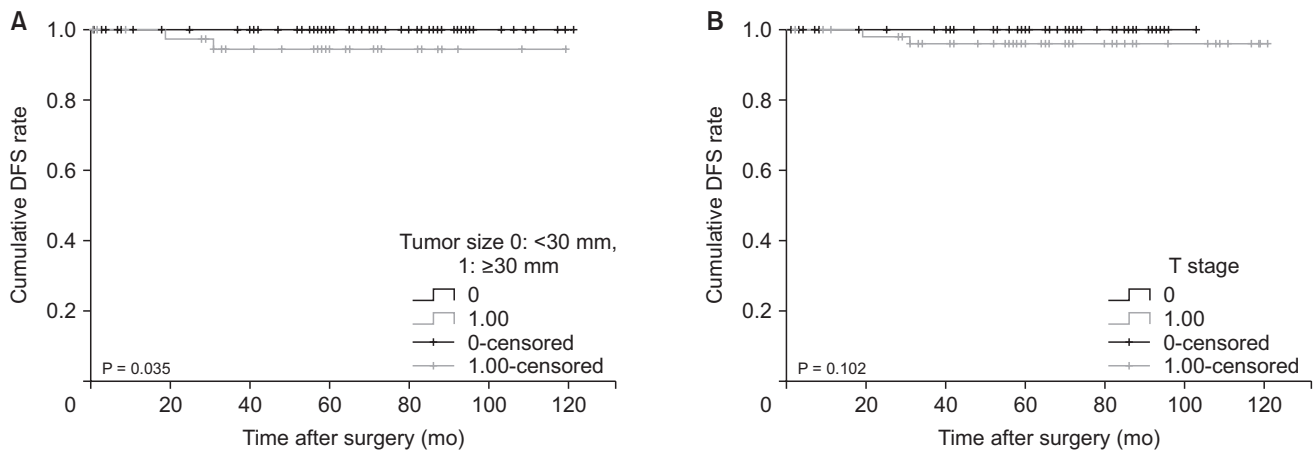 A
1.0
0.8
0.6
0.4
0.2
Cumulative DFS rate
Tumor size 0: <30 mm,
1: ≥30 mm
0
1.00
0-censored
1.00-censored
P = 0.035
0 20 40 60 80 100 120
Time after surgery (mo)
B
1.0
0.8
0.6
0.4
0.2
Cumulative DFS rate
T stage
0
1.00
0-censored
1.00-censored
P = 0.102
0 20 40 60 80 100 120
Time after surgery (mo)